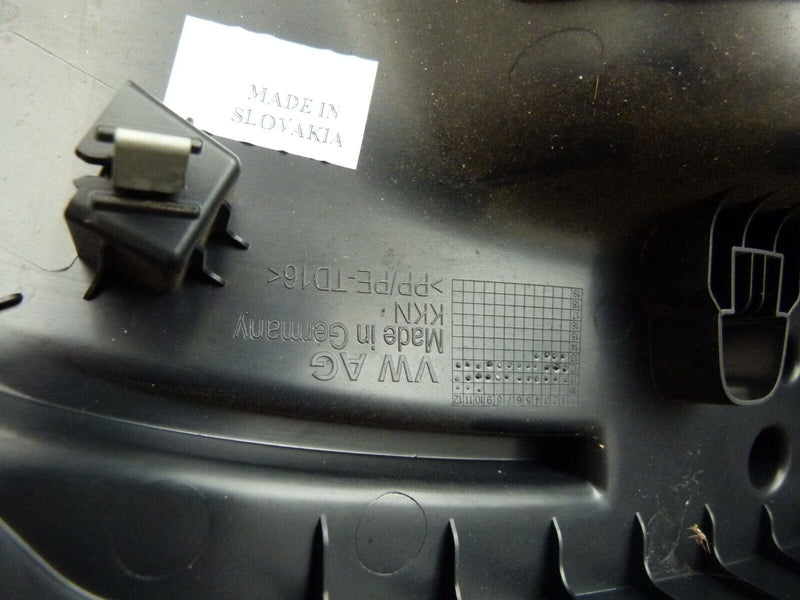 MADE IN
SLOVAKIA
VW AG
Made in Germany
KKN
>PP/PE-TD16<